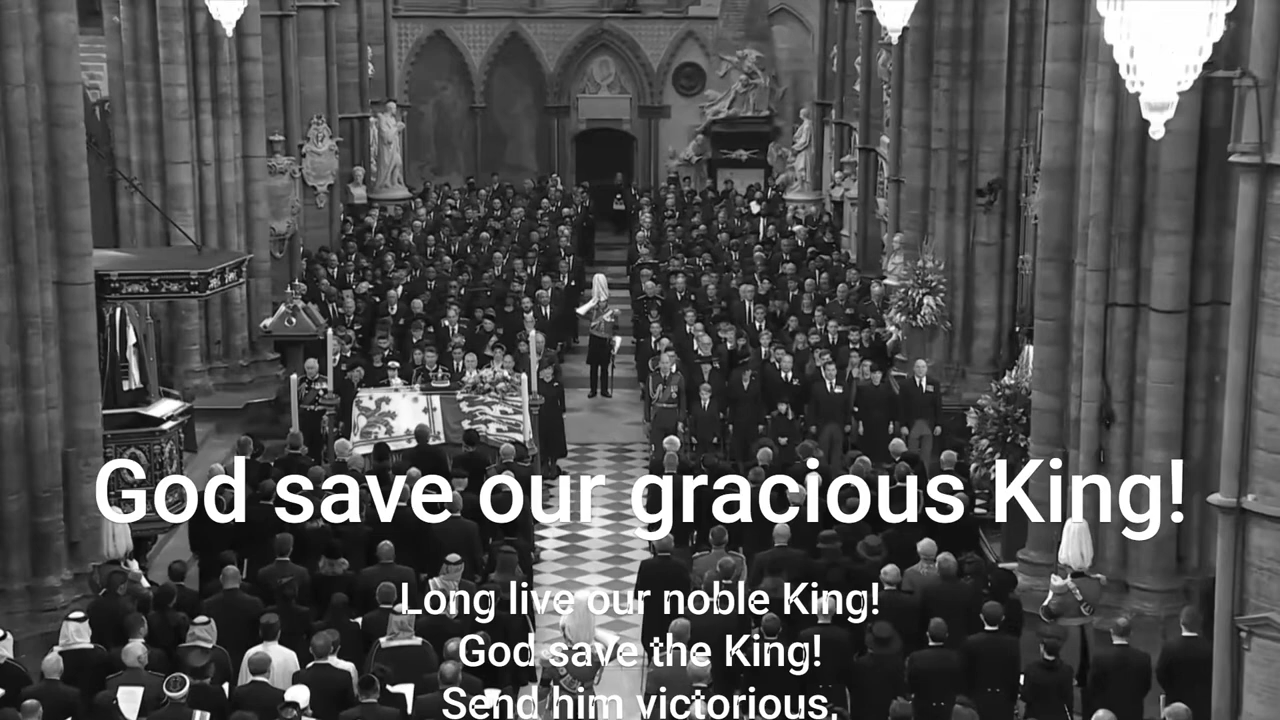 God save our gracious King!
Long live our noble King!
God save the King!
Send him victorious,